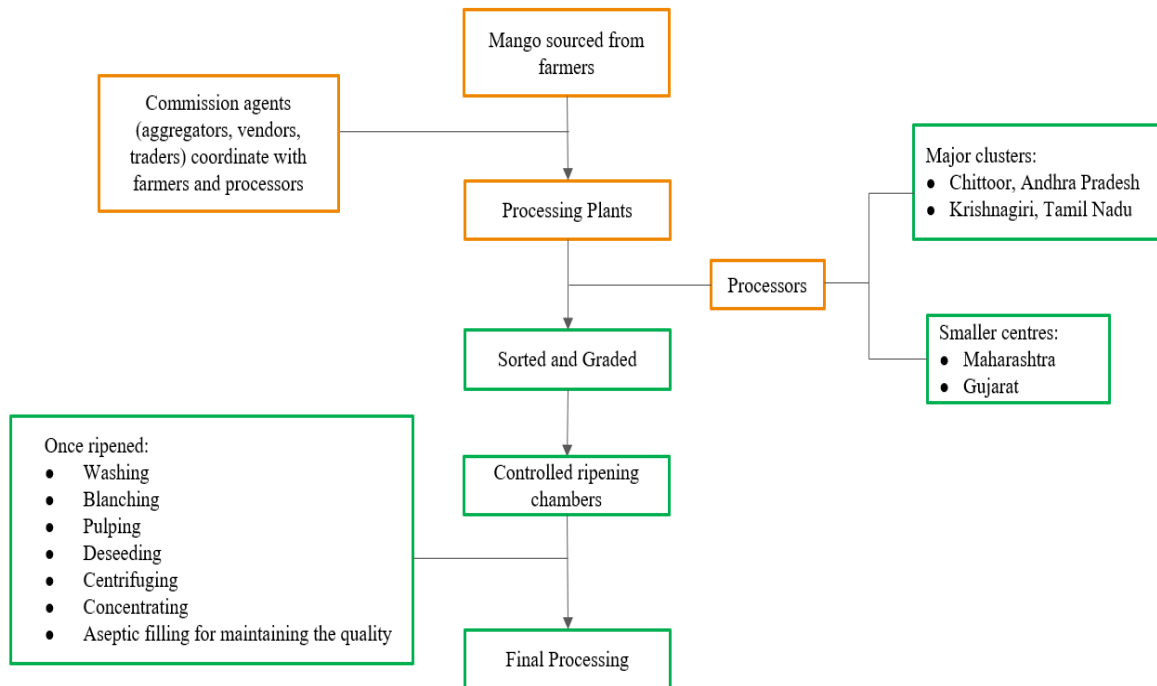 Mango sourced from
farmers
Commission agents
(aggregators, vendors,
traders) coordinate with
farmers and processors
Major clusters:
● Chittoor, Andhra Pradesh
● Krishnagiri, Tamil Nadu
Processing Plants
Processors
Smaller centres:
● Maharashtra
● Gujarat
Sorted and Graded
Once ripened:
● Washing
● Blanching
● Pulping
● Deseeding
● Centrifuging
● Concentrating
● Aseptic filling for maintaining the quality
Controlled ripening
chambers
Final Processing